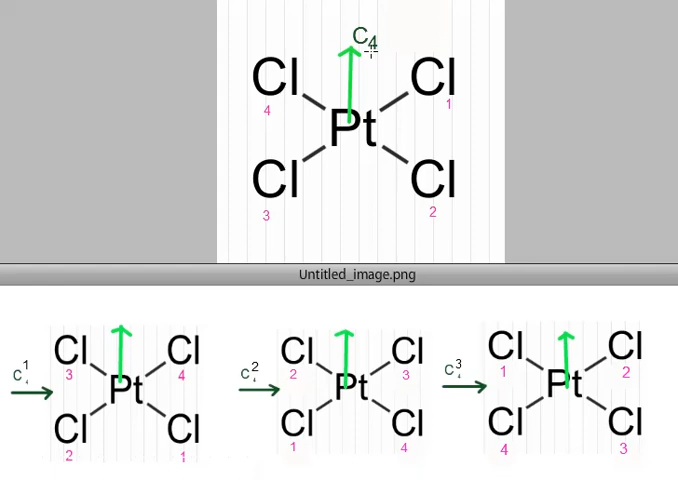 C4
Cl Cl
4 1
Pt
Cl Cl
3 2
Untitled_image.png
C1 Cl Cl C2 Cl Cl C3 Cl Cl
3 4 2 3 1 2
Pt Pt Pt
Cl Cl Cl Cl Cl Cl
2 1 1 4 4 3